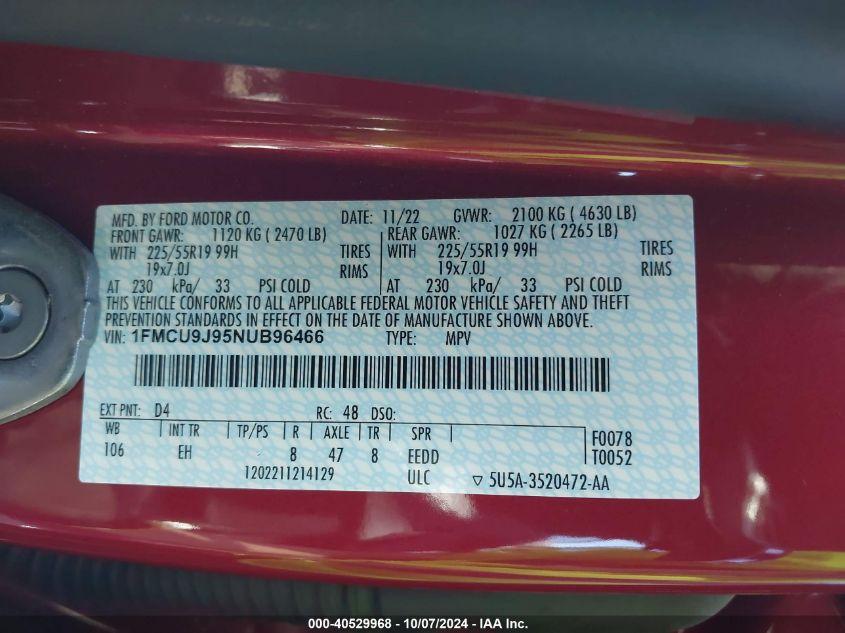 MFD. BY FORD MOTOR CO. DATE: 11/22 GVWR: 2100 KG ( 4630 LB)
FRONT GAWR: 1120 KG ( 2470 LB) REAR GAWR: 1027 KG ( 2265 LB)
WITH 225/55R19 99H TIRES WITH 225/55R19 99H TIRES
19x7.0J RIMS 19x7.0J RIMS
AT 230 kPa/ 33 PSI COLD AT 230 kPa/ 33 PSI COLD
THIS VEHICLE CONFORMS TO ALL APPLICABLE FEDERAL MOTOR VEHICLE SAFETY AND THEFT
PREVENTION STANDARDS IN EFFECT ON THE DATE OF MANUFACTURE SHOWN ABOVE.
VIN: 1FMCU9J95NUB96466 TYPE: MPV
EXT PNT: D4 RC: 48 DSO:
WB INT TR TP/PS R AXLE TR SPR F0078
106 EH 8 47 8 EEDD T0052
1202211214129 ULC ▽ 5U5A-3520472-AA
000-40529968 - 10/07/2024 - IAAI.com